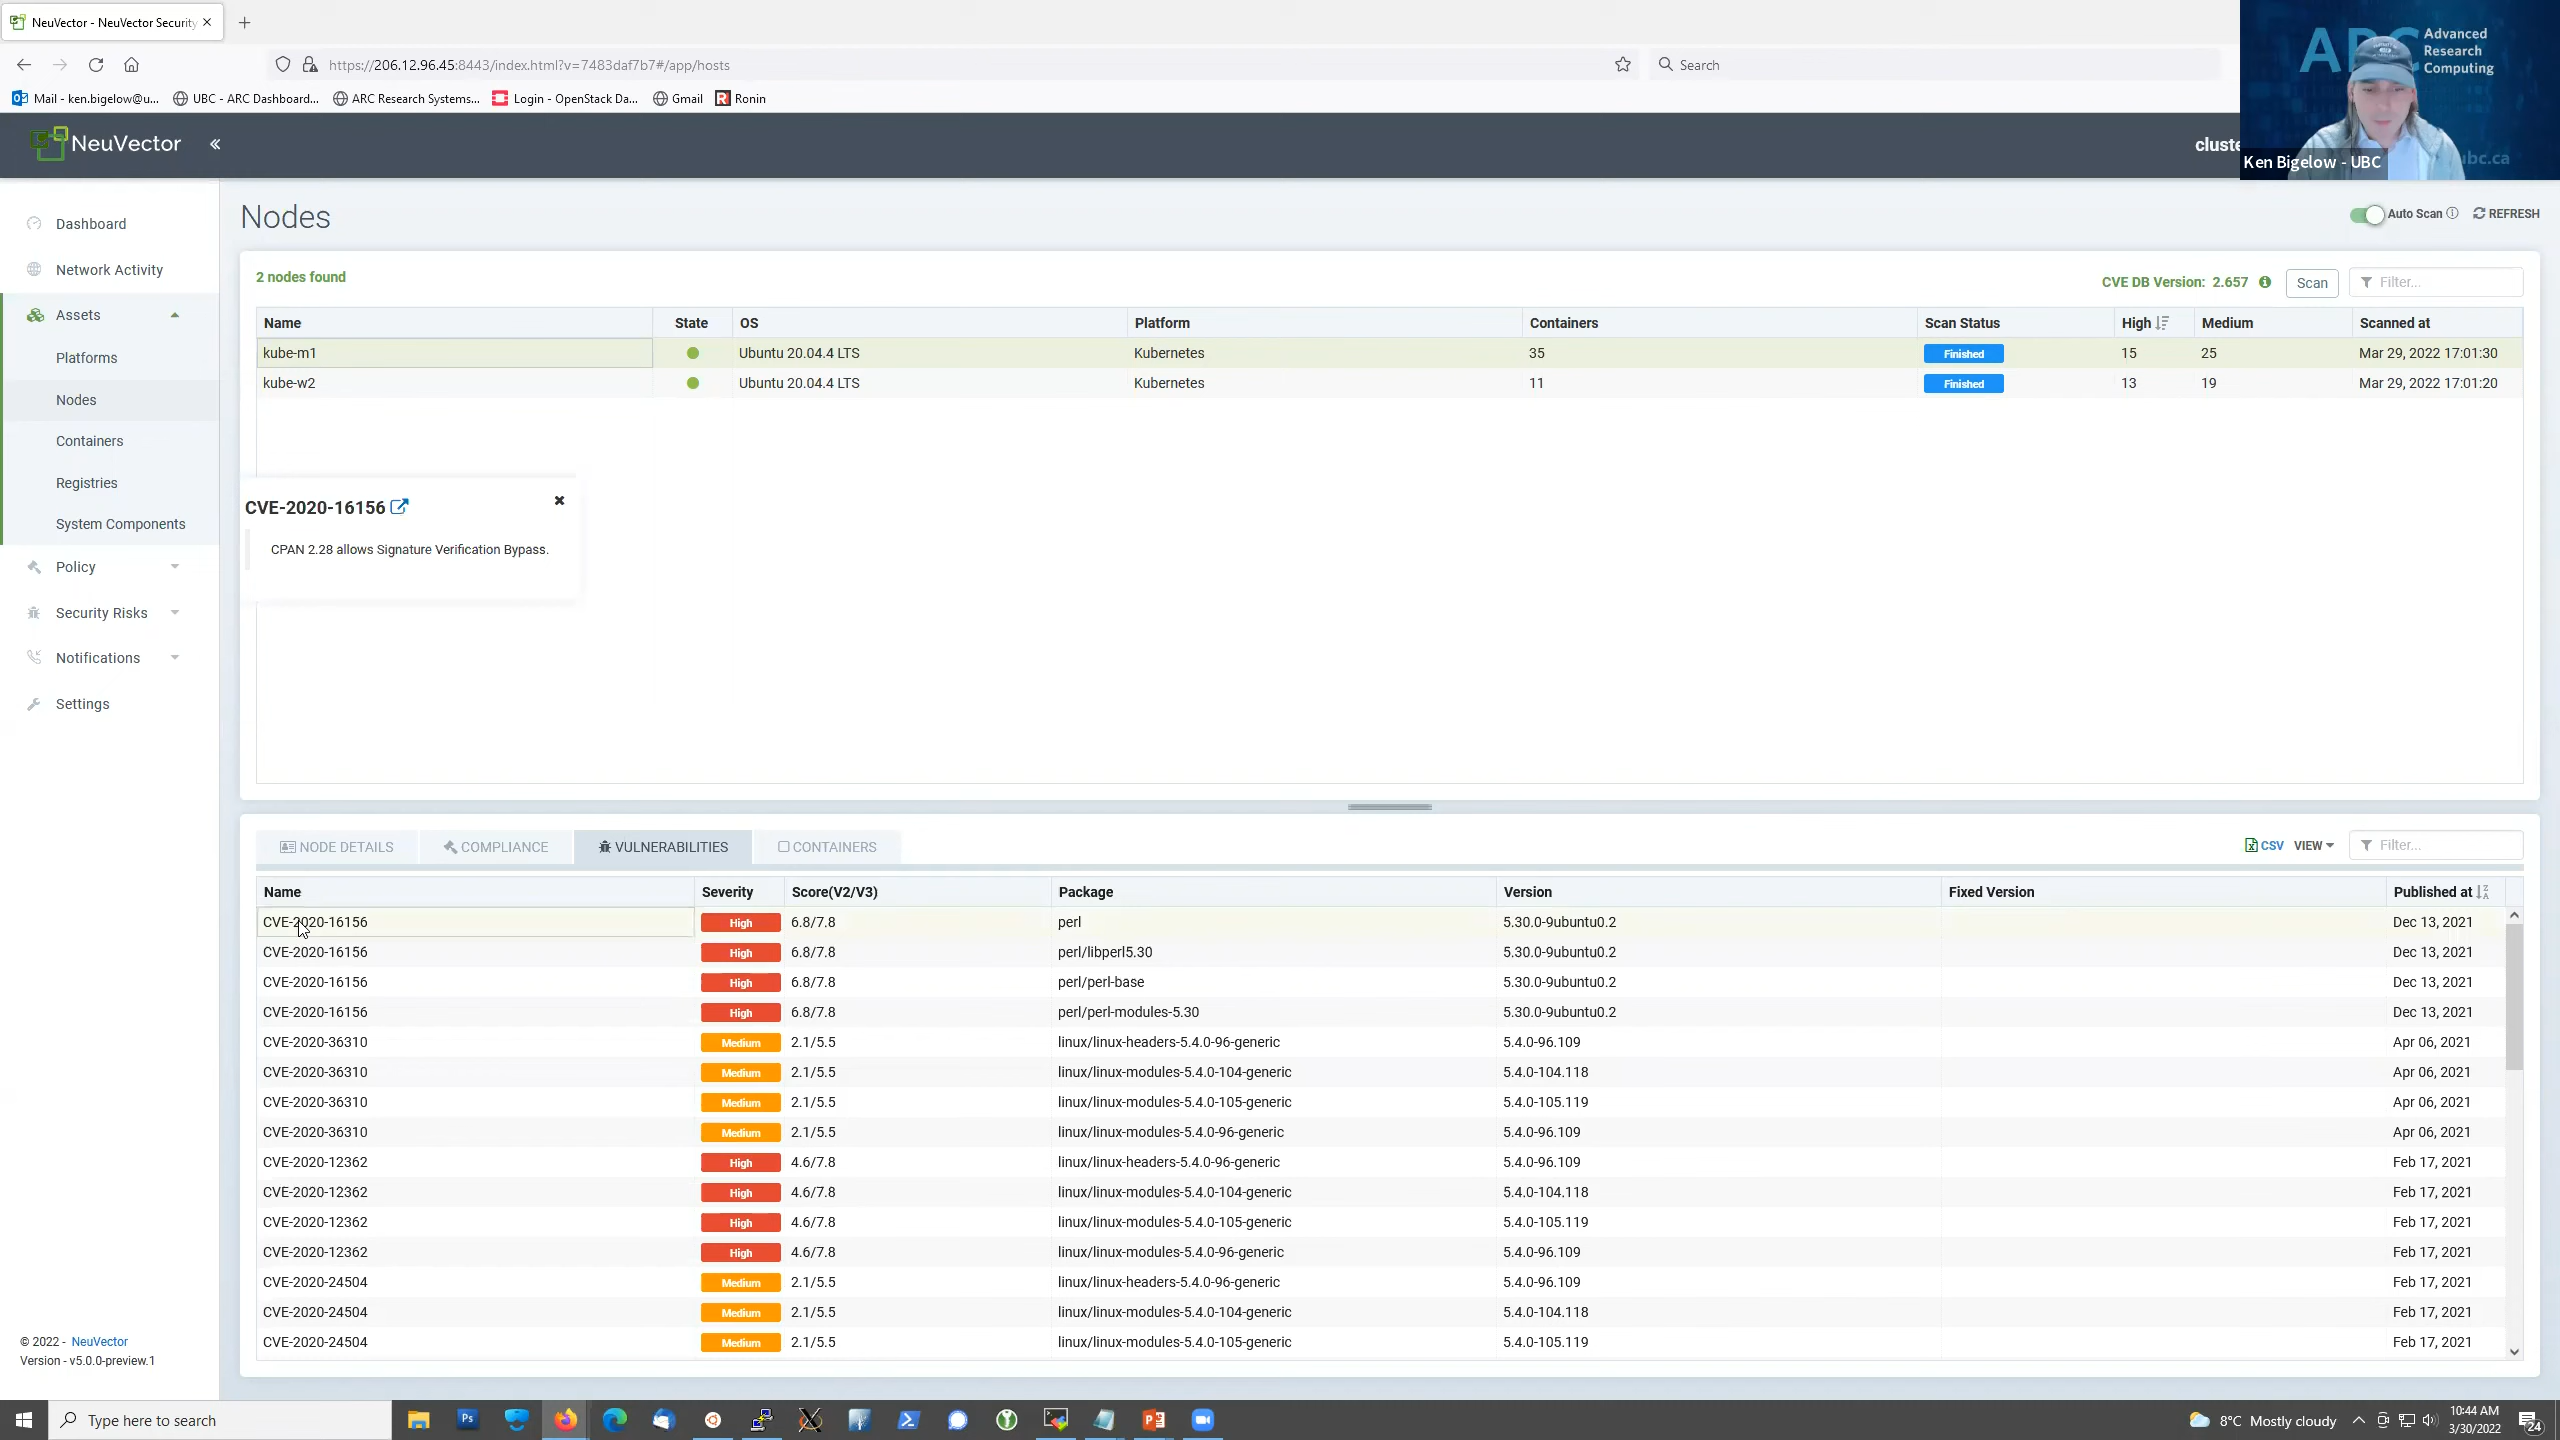 NeuVector - NeuVector Security
https://206.12.96.45:8443/index.html?v=7483daf7b7#/app/hosts
Search
Mail - ken.bigelow@u...
UBC - ARC Dashboard...
ARC Research Systems...
Login - OpenStack Da...
Gmail
Ronin
Advanced
Research
Computing
Ken Bigelow - UBC
ubc.ca
NeuVector
«
cluste
Dashboard
Network Activity
Assets
Platforms
Nodes
Containers
Registries
System Components
Policy
Security Risks
Notifications
Settings
© 2022 - NeuVector
Version - v5.0.0-preview.1
Nodes
Auto Scan
REFRESH
2 nodes found
CVE DB Version: 2.657
Scan
Filter...
Name State OS Platform Containers Scan Status High Medium Scanned at
kube-m1 Ubuntu 20.04.4 LTS Kubernetes 35 Finished 15 25 Mar 29, 2022 17:01:30
kube-w2 Ubuntu 20.04.4 LTS Kubernetes 11 Finished 13 19 Mar 29, 2022 17:01:20
CVE-2020-16156
CPAN 2.28 allows Signature Verification Bypass.
NODE DETAILS
COMPLIANCE
VULNERABILITIES
CONTAINERS
CSV
VIEW
Filter...
Name Severity Score(V2/V3) Package Version Fixed Version Published at
CVE-2020-16156 High 6.8/7.8 perl 5.30.0-9ubuntu0.2 Dec 13, 2021
CVE-2020-16156 High 6.8/7.8 perl/libperl5.30 5.30.0-9ubuntu0.2 Dec 13, 2021
CVE-2020-16156 High 6.8/7.8 perl/perl-base 5.30.0-9ubuntu0.2 Dec 13, 2021
CVE-2020-16156 High 6.8/7.8 perl/perl-modules-5.30 5.30.0-9ubuntu0.2 Dec 13, 2021
CVE-2020-36310 Medium 2.1/5.5 linux/linux-headers-5.4.0-96-generic 5.4.0-96.109 Apr 06, 2021
CVE-2020-36310 Medium 2.1/5.5 linux/linux-modules-5.4.0-104-generic 5.4.0-104.118 Apr 06, 2021
CVE-2020-36310 Medium 2.1/5.5 linux/linux-modules-5.4.0-105-generic 5.4.0-105.119 Apr 06, 2021
CVE-2020-36310 Medium 2.1/5.5 linux/linux-modules-5.4.0-96-generic 5.4.0-96.109 Apr 06, 2021
CVE-2020-12362 High 4.6/7.8 linux/linux-headers-5.4.0-96-generic 5.4.0-96.109 Feb 17, 2021
CVE-2020-12362 High 4.6/7.8 linux/linux-modules-5.4.0-104-generic 5.4.0-104.118 Feb 17, 2021
CVE-2020-12362 High 4.6/7.8 linux/linux-modules-5.4.0-105-generic 5.4.0-105.119 Feb 17, 2021
CVE-2020-12362 High 4.6/7.8 linux/linux-modules-5.4.0-96-generic 5.4.0-96.109 Feb 17, 2021
CVE-2020-24504 Medium 2.1/5.5 linux/linux-headers-5.4.0-96-generic 5.4.0-96.109 Feb 17, 2021
CVE-2020-24504 Medium 2.1/5.5 linux/linux-modules-5.4.0-104-generic 5.4.0-104.118 Feb 17, 2021
CVE-2020-24504 Medium 2.1/5.5 linux/linux-modules-5.4.0-105-generic 5.4.0-105.119 Feb 17, 2021
Type here to search
Ps
8°C Mostly cloudy
10:44 AM
3/30/2022
24